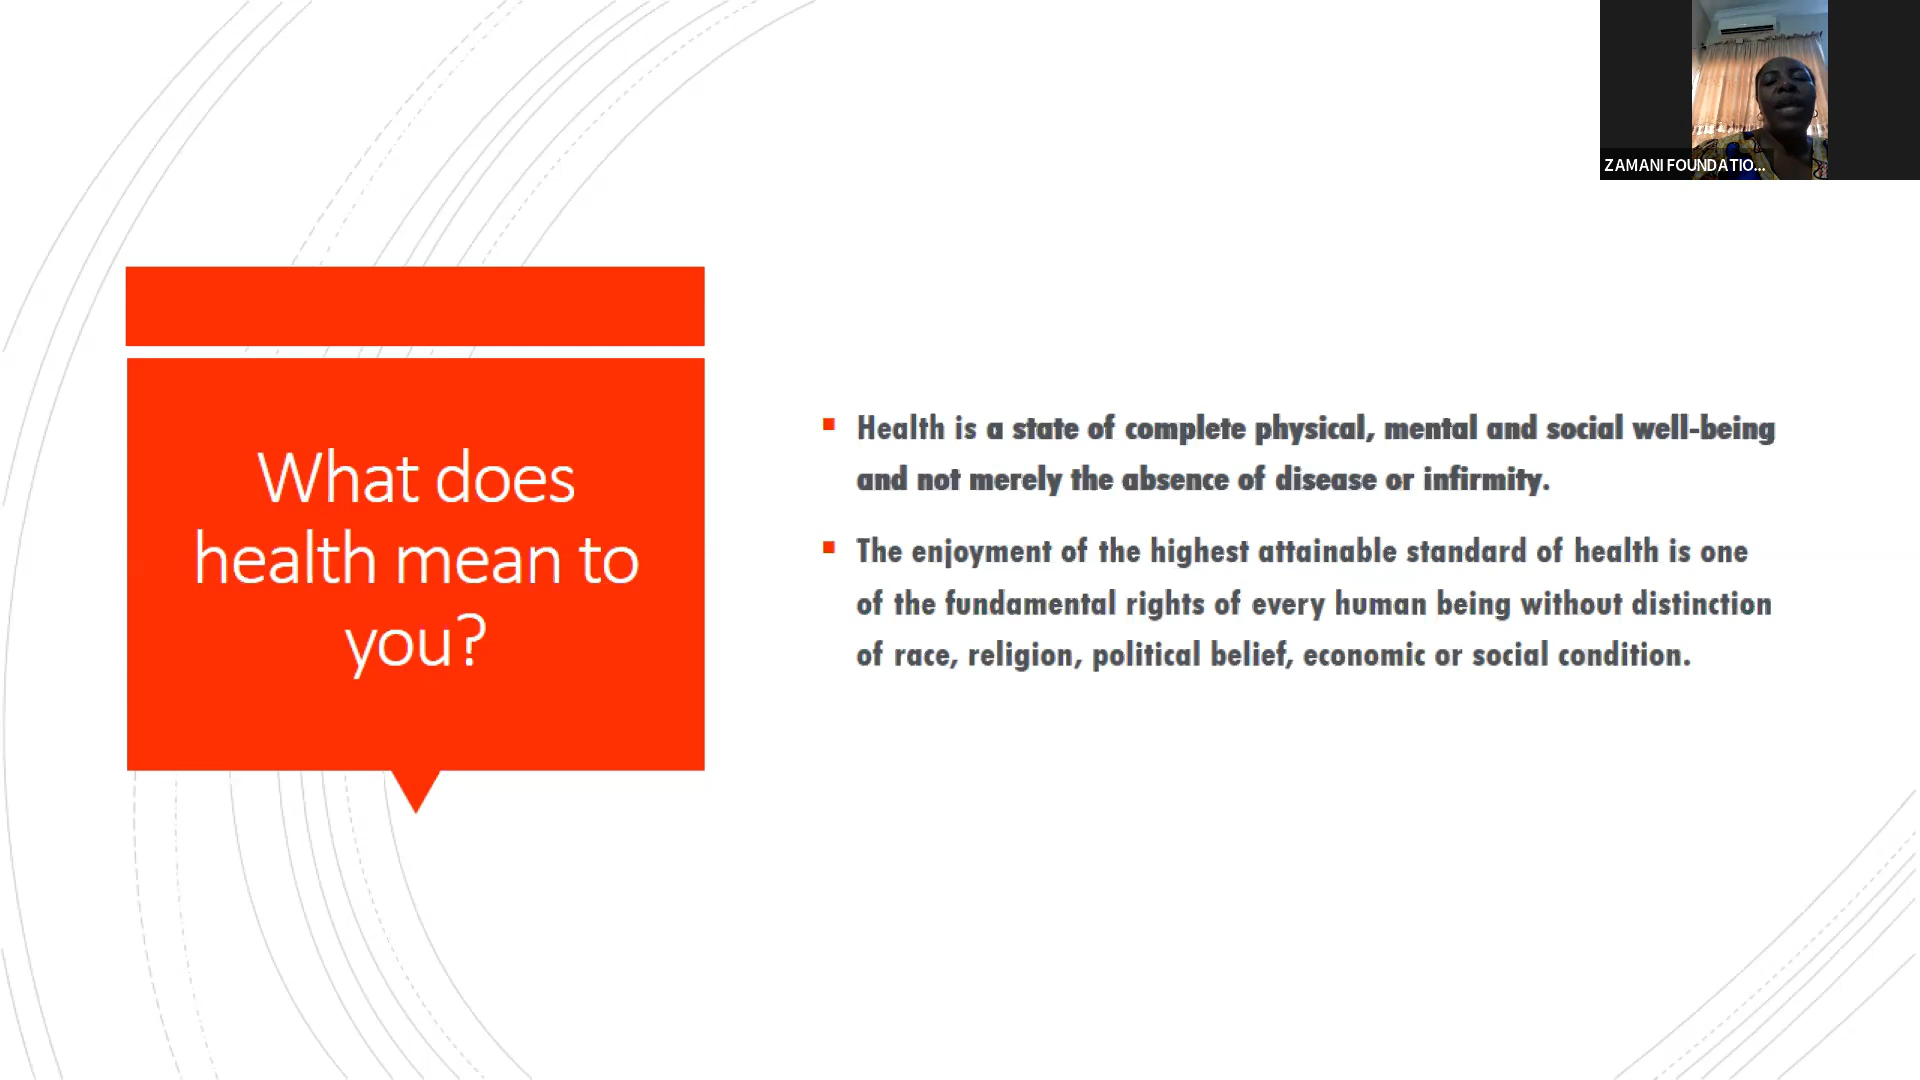 What does
health mean to
you?
Health is a state of complete physical, mental and social well-being
and not merely the absence of disease or infirmity.
The enjoyment of the highest attainable standard of health is one
of the fundamental rights of every human being without distinction
of race, religion, political belief, economic or social condition.
ZAMANI FOUNDATIO...